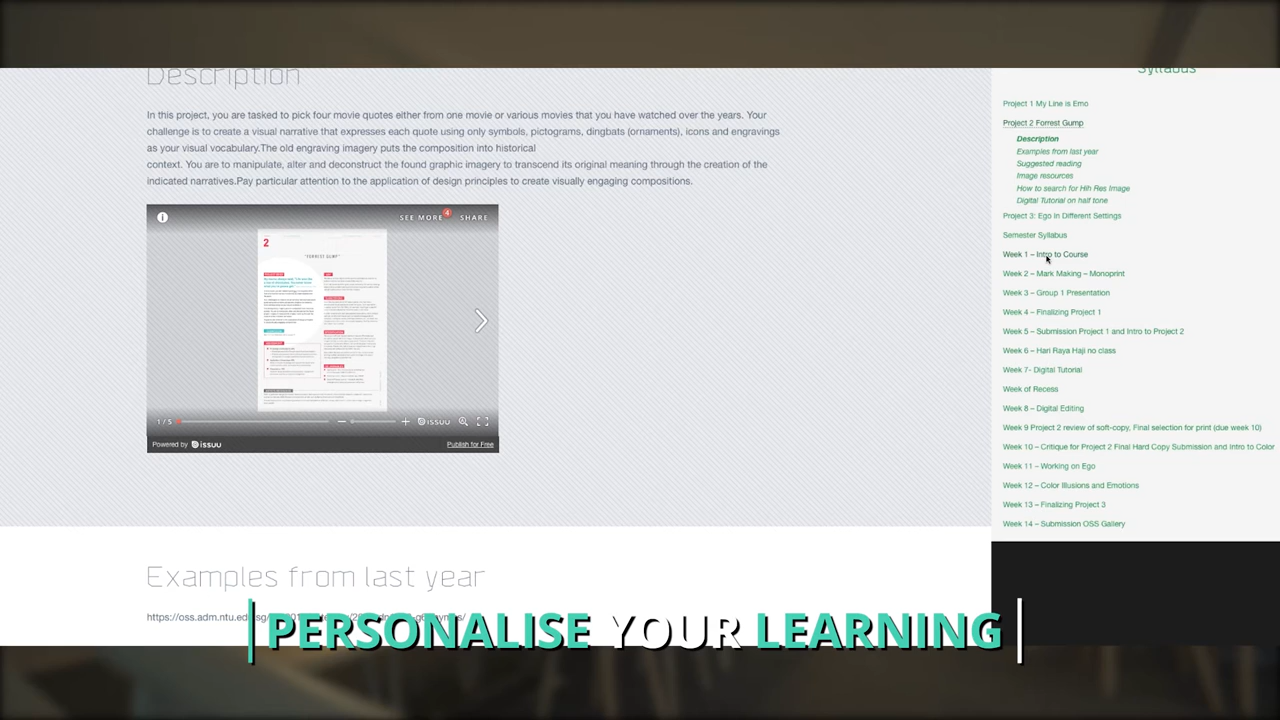 Description
In this project, you are tasked to pick four movie quotes either from one movie or various movies that you have watched over the years. Your
challenge is to create a visual narrative that expresses each quote using only symbols, pictograms, dingbats (ornaments), icons and engravings
as your visual vocabulary.The old engraving imagery puts the composition into historical
context. You are to manipulate, alter and deconstruct the found graphic imagery to transcend its original meaning through the creation of the
indicated narratives.Pay particular attention to the application of design principles to create visually engaging compositions.
SEE MORE 4 SHARE
2
"FORREST GUMP"
1/5
issuu
Powered by issuu
Publish for Free
Examples from last year
https://oss.adm.ntu.ed
Syllabus
Project 1 My Line is Emo
Project 2 Forrest Gump
Description
Examples from last year
Suggested reading
Image resources
How to search for Hih Res Image
Digital Tutorial on half tone
Project 3: Ego In Different Settings
Semester Syllabus
Week 1 – Intro to Course
Week 2 – Mark Making – Monoprint
Week 3 – Group 1 Presentation
Week 4 – Finalizing Project 1
Week 5 – Submission Project 1 and Intro to Project 2
Week 6 – Hari Raya Haji no class
Week 7- Digital Tutorial
Week of Recess
Week 8 – Digital Editing
Week 9 Project 2 review of soft-copy, Final selection for print (due week 10)
Week 10 – Critique for Project 2 Final Hard Copy Submission and Intro to Color
Week 11 – Working on Ego
Week 12 – Color Illusions and Emotions
Week 13 – Finalizing Project 3
Week 14 – Submission OSS Gallery
PERSONALISE YOUR LEARNING